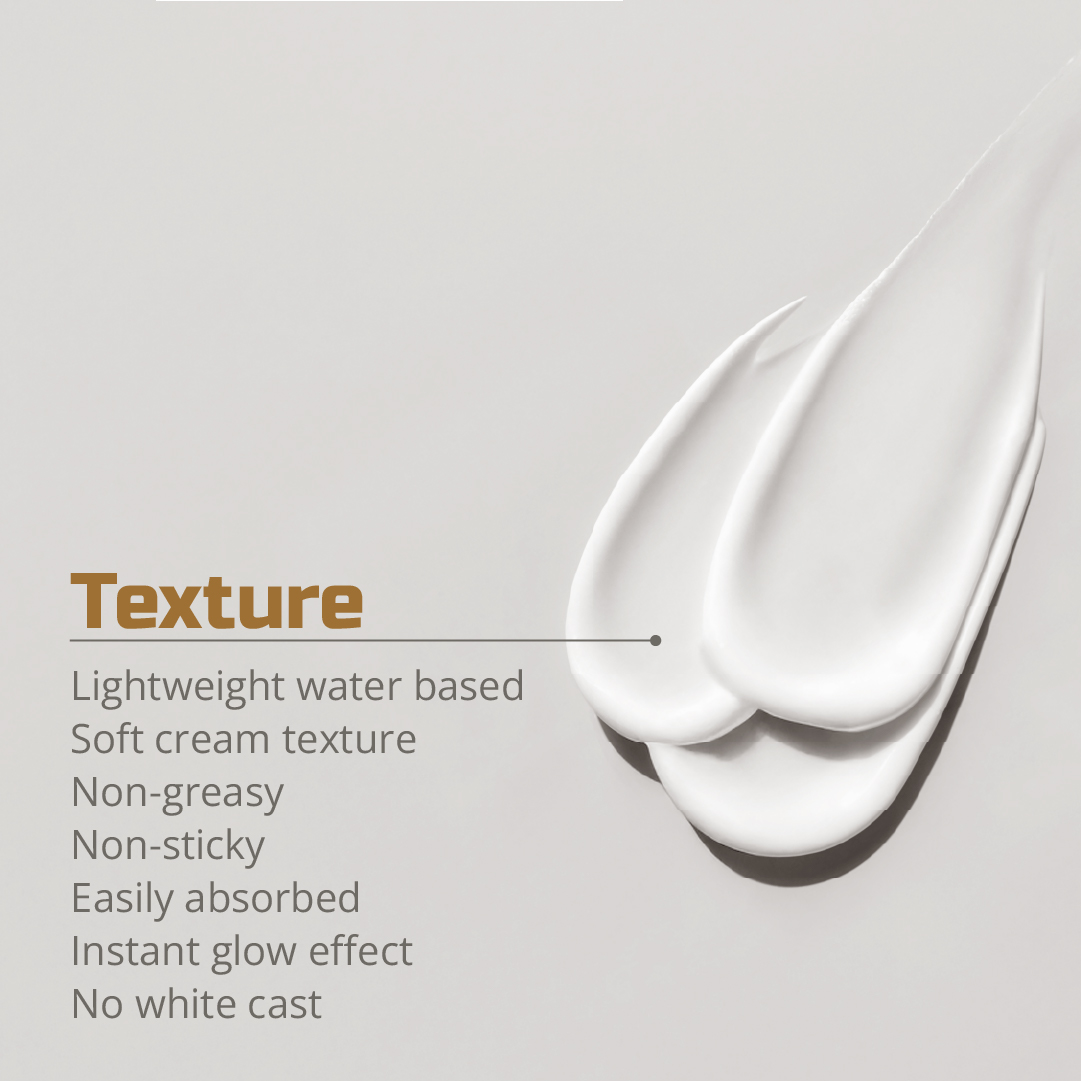 Texture
Lightweight water based
Soft cream texture
Non-greasy
Non-sticky
Easily absorbed
Instant glow effect
No white cast